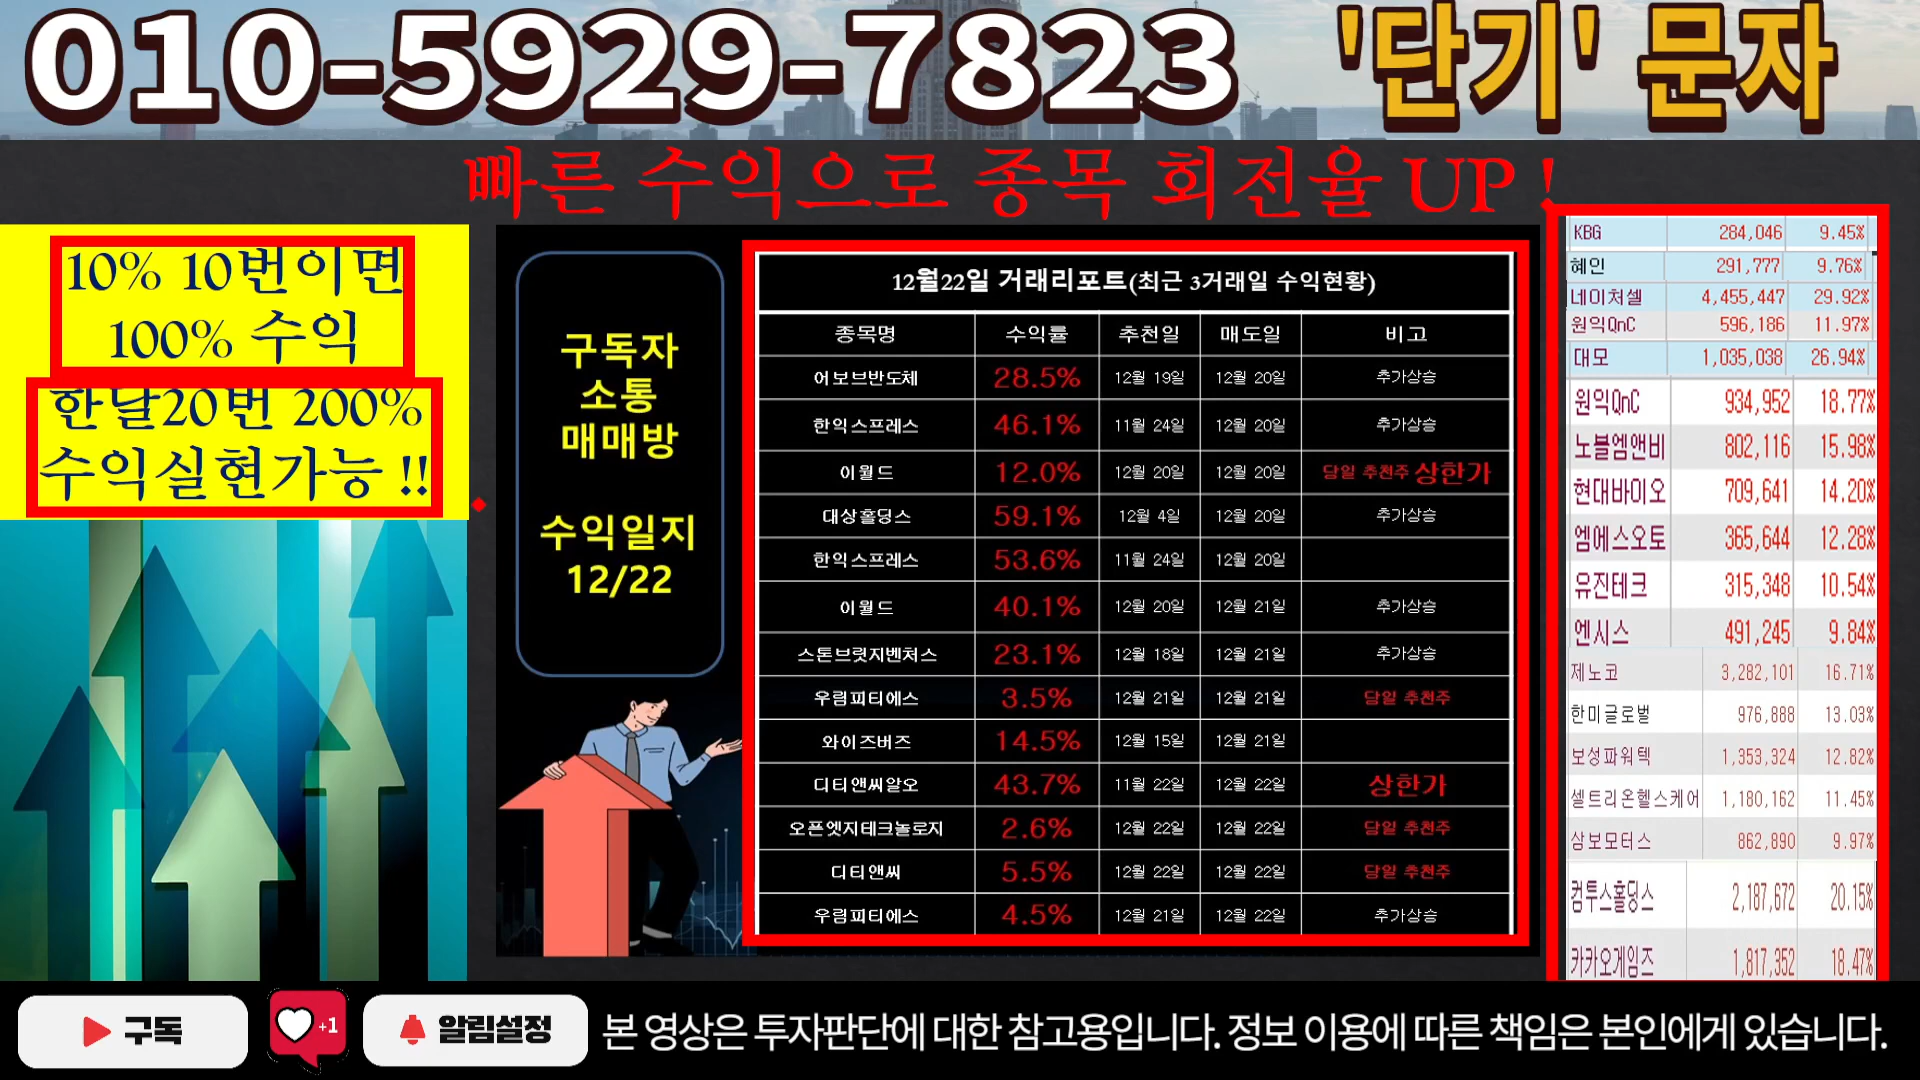 010-5929-7823 '단기' 문자
빠른 수익으로 종목 회전율 UP !
10% 10번이면
100% 수익
한달20번 200%
수익실현가능 !!
구독자
소통
매매방
수익일지
12/22
12월22일 거래리포트(최근 3거래일 수익현황)
종목명 수익률 추천일 매도일 비고
어보브반도체 28.5% 12월 19일 12월 20일 추가상승
한익스프레스 46.1% 11월 24일 12월 20일 추가상승
이월드 12.0% 12월 20일 12월 20일 당일 추천주 상한가
대상홀딩스 59.1% 12월 4일 12월 20일 추가상승
한익스프레스 53.6% 11월 24일 12월 20일
이월드 40.1% 12월 20일 12월 21일 추가상승
스톤브릿지벤처스 23.1% 12월 18일 12월 21일 추가상승
우림피티에스 3.5% 12월 21일 12월 21일 당일 추천주
와이즈버즈 14.5% 12월 15일 12월 21일
디티앤씨알오 43.7% 11월 22일 12월 22일 상한가
오픈엣지테크놀로지 2.6% 12월 22일 12월 22일 당일 추천주
디티앤씨 5.5% 12월 22일 12월 22일 당일 추천주
우림피티에스 4.5% 12월 21일 12월 22일 추가상승
KBG 284,046 9.45%
혜인 291,777 9.76%
네이처셀 4,455,447 29.92%
원익QnC 596,186 11.97%
대모 1,035,038 26.94%
원익QnC 934,952 18.77%
노블엠앤비 802,116 15.98%
현대바이오 709,641 14.20%
엠에스오토 365,644 12.28%
유진테크 315,348 10.54%
엔시스 491,245 9.84%
제노코 3,282,101 16.71%
한미글로벌 976,888 13.03%
보성파워텍 1,353,324 12.82%
셀트리온헬스케어 1,180,162 11.45%
삼보모터스 862,890 9.97%
컴투스홀딩스 2,187,672 20.15%
카카오게임즈 1,817,352 18.47%
구독 +1 알림설정 본 영상은 투자판단에 대한 참고용입니다. 정보 이용에 따른 책임은 본인에게 있습니다.